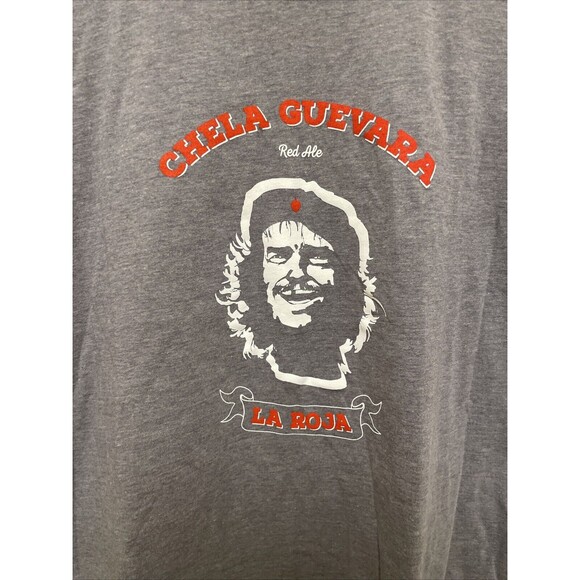 CHELA GUEVARA
Red Ale
LA ROJA